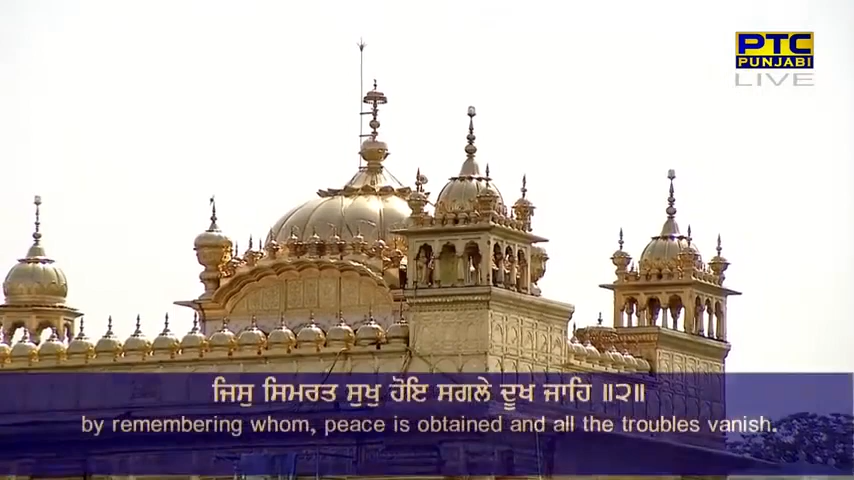 PTC
PUNJABI
LIVE
ਜਿਸੁ ਸਿਮਰਤ ਸੁਖੁ ਹੋਇ ਸਗਲੇ ਦੂਖ ਜਾਹਿ ॥੨॥
by remembering whom, peace is obtained and all the troubles vanish.